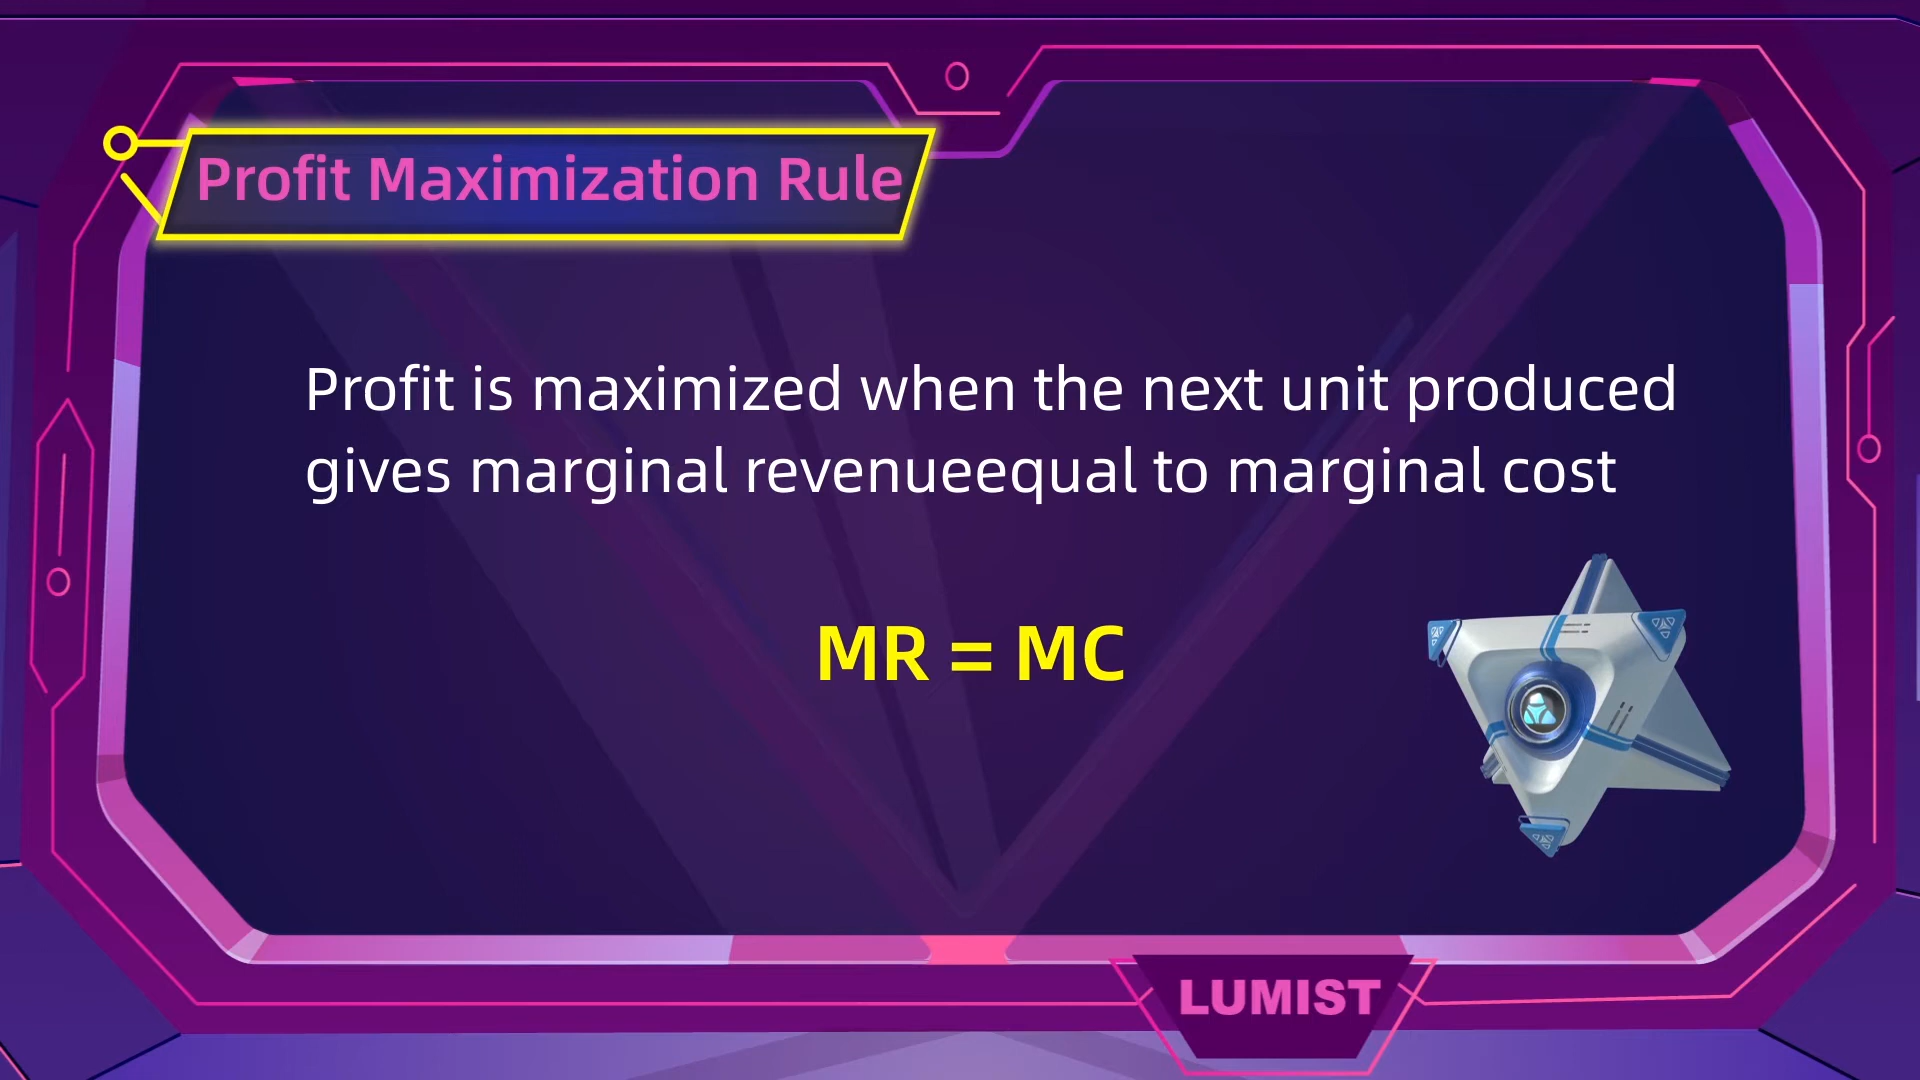 Profit Maximization Rule
Profit is maximized when the next unit produced
gives marginal revenueequal to marginal cost
MR = MC
LUMIST